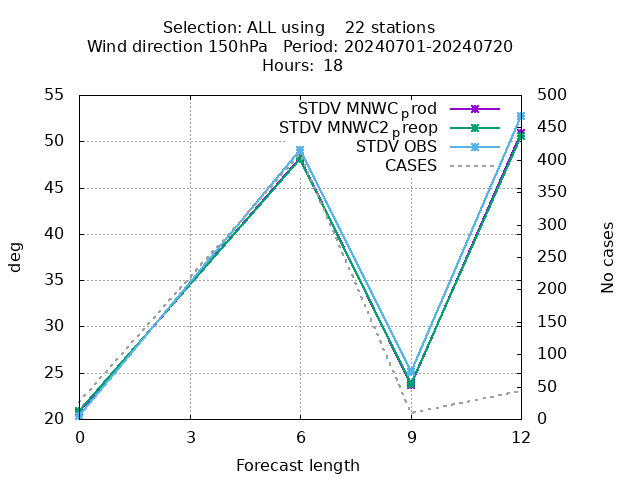 Selection: ALL using    22 stations
Wind direction 150hPa   Period: 20240701-20240720
Hours: 18
STDV MNWC_prod
STDV MNWC2_preop
STDV OBS
CASES
deg
55
50
45
40
35
30
25
20
500
450
400
350
300
250
200
150
100
50
0
No cases
0 3 6 9 12
Forecast length